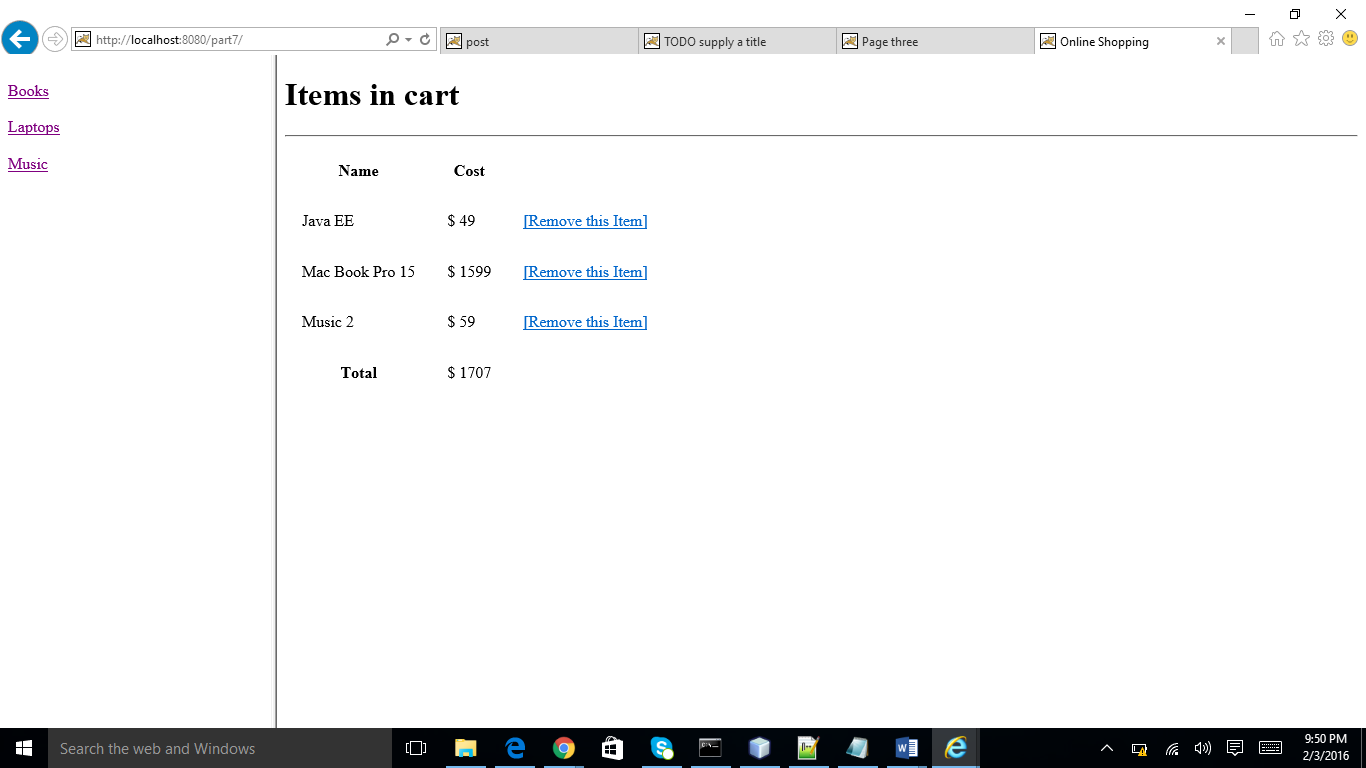 http://localhost:8080/part7/
post
TODO supply a title
Page three
Online Shopping
Books
Laptops
Music
Items in cart
Name Cost
Java EE $ 49 [Remove this Item]
Mac Book Pro 15 $ 1599 [Remove this Item]
Music 2 $ 59 [Remove this Item]
Total $ 1707
Search the web and Windows
9:50 PM
2/3/2016